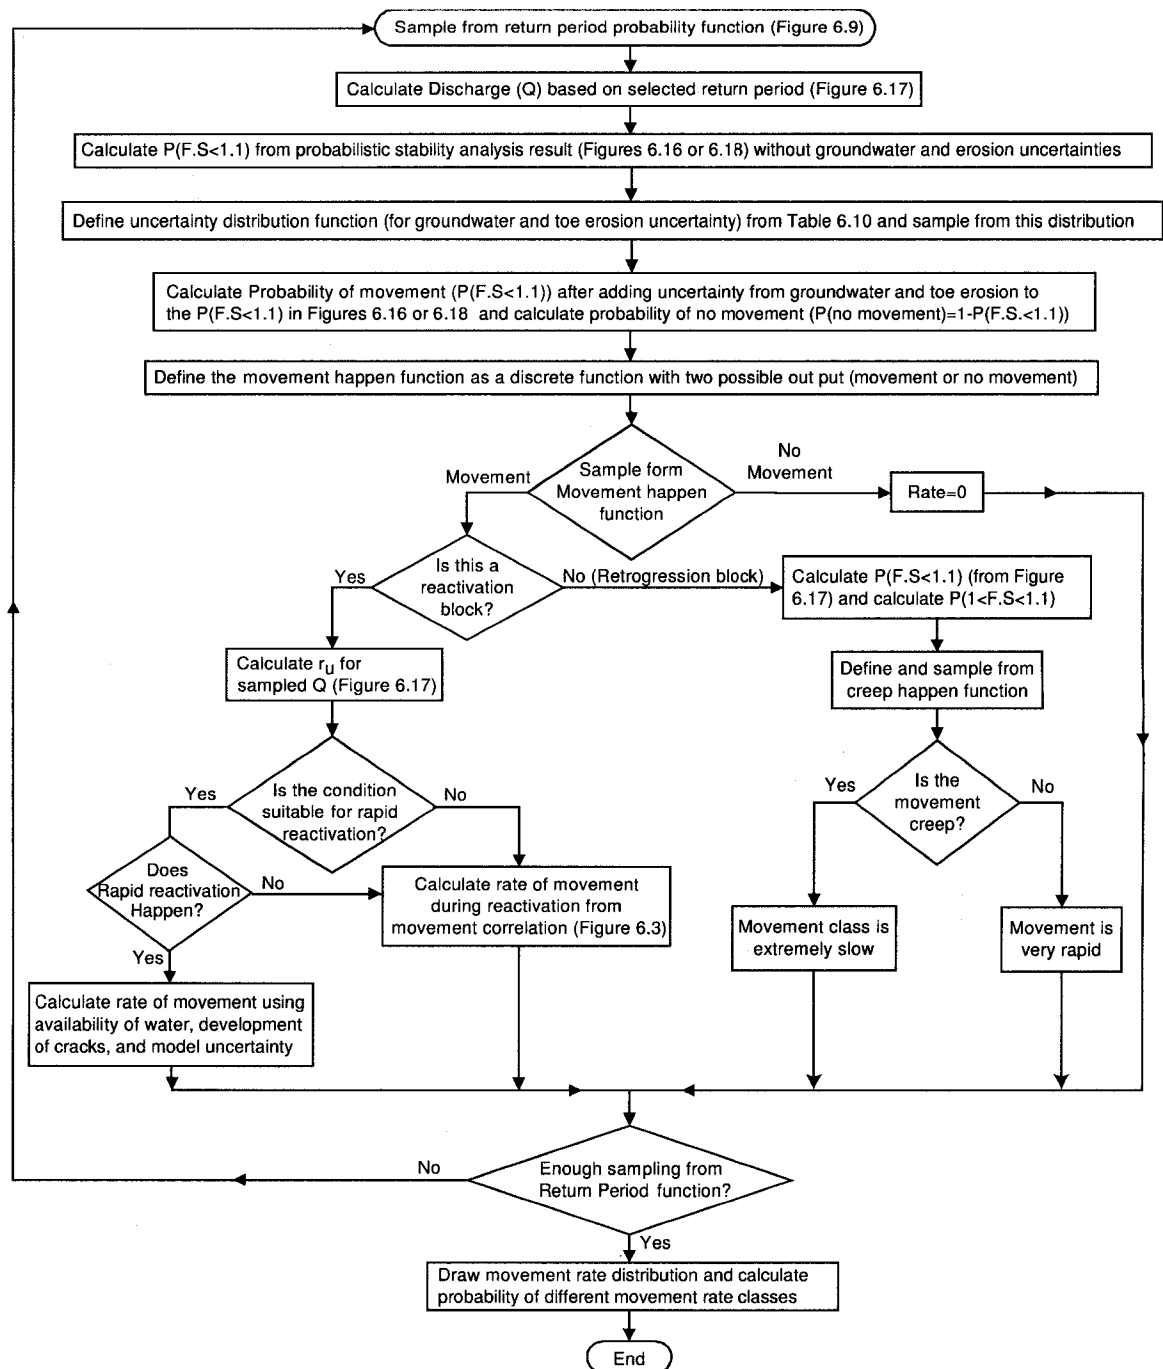 Sample from return period probability function (Figure 6.9)
Calculate Discharge (Q) based on selected return period (Figure 6.17)
Calculate P(F.S<1.1) from probabilistic stability analysis result (Figures 6.16 or 6.18) without groundwater and erosion uncertainties
Define uncertainty distribution function (for groundwater and toe erosion uncertainty) from Table 6.10 and sample from this distribution
Calculate Probability of movement (P(F.S<1.1)) after adding uncertainty from groundwater and toe erosion to
the P(F.S<1.1) in Figures 6.16 or 6.18 and calculate probability of no movement (P(no movement)=1-P(F.S.<1.1))
Define the movement happen function as a discrete function with two possible out put (movement or no movement)
Sample form
Movement happen
function
Movement
No
Movement
Rate=0
Is this a
reactivation
block?
Yes
No (Retrogression block)
Calculate P(F.S<1.1) (from Figure
6.17) and calculate P(1<F.S<1.1)
Calculate ru for
sampled Q (Figure 6.17)
Define and sample from
creep happen function
Is the condition
suitable for rapid
reactivation?
Yes
No
Is the
movement
creep?
Yes
No
Does
Rapid reactivation
Happen?
No
Yes
Calculate rate of movement
during reactivation from
movement correlation (Figure 6.3)
Movement class is
extremely slow
Movement is
very rapid
Calculate rate of movement using
availability of water, development
of cracks, and model uncertainty
Enough sampling from
Return Period function?
No
Yes
Draw movement rate distribution and calculate
probability of different movement rate classes
End